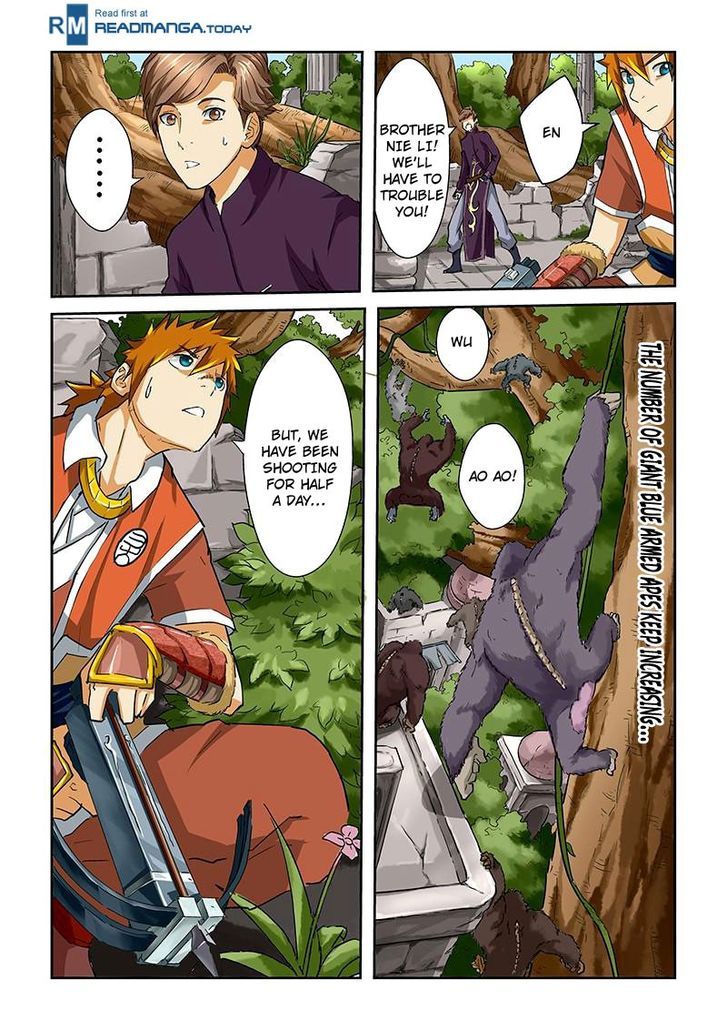 RM
Read first at
READMANGA.TODAY
......
BROTHER
NIE LI!
WE'LL
HAVE TO
TROUBLE
YOU!
EN
BUT, WE
HAVE BEEN
SHOOTING
FOR HALF
A DAY...
WU
AO AO!
THE NUMBER OF GIANT BLUE ARMED APES KEEP INCREASING...